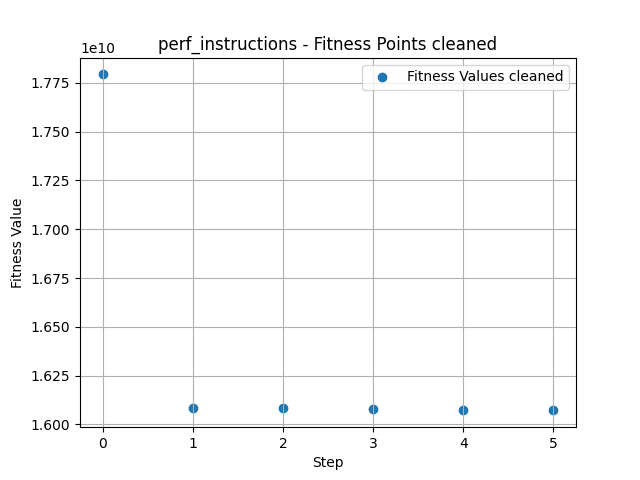 perf_instructions - Fitness Points cleaned
1e10
Fitness Values cleaned
1.775
1.750
1.725
1.700
1.675
1.650
1.625
1.600
Fitness Value
0 1 2 3 4 5
Step